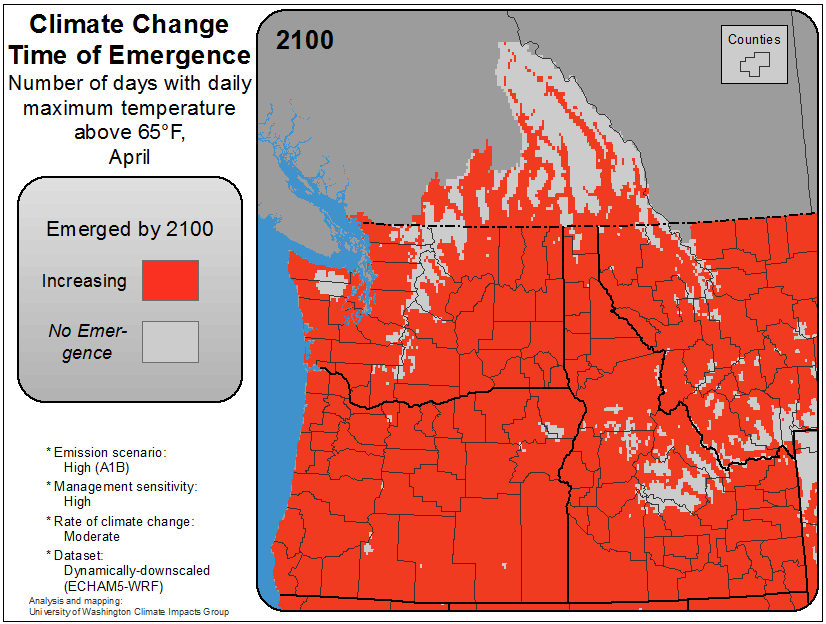 Climate Change
Time of Emergence
Number of days with daily
maximum temperature
above 65°F,
April
Emerged by 2100
Increasing
No Emer-
gence
* Emission scenario:
High (A1B)
* Management sensitivity:
High
* Rate of climate change:
Moderate
* Dataset:
Dynamically-downscaled
(ECHAM5-WRF)
Analysis and mapping:
University of Washington Climate Impacts Group
2100
Counties